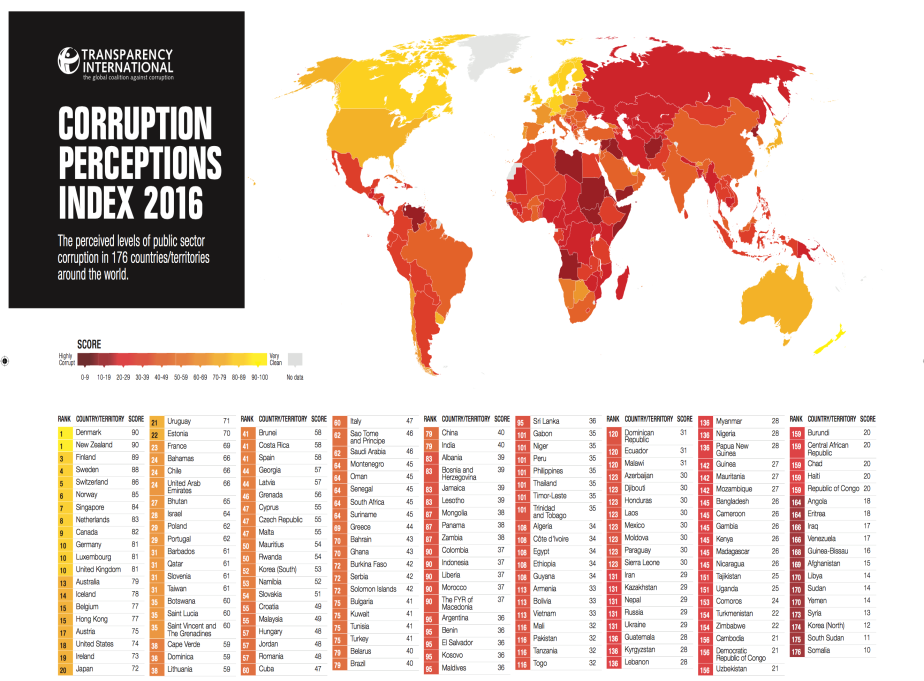 TRANSPARENCY
INTERNATIONAL
the global coalition against corruption
CORRUPTION
PERCEPTIONS
INDEX 2016
The perceived levels of public sector
corruption in 176 countries/territories
around the world.
SCORE
Highly Corrupt
Very Clean
0-9 10-19 20-29 30-39 40-49 50-59 60-69 70-79 80-89 90-100 No data
RANK COUNTRY/TERRITORY SCORE
1 Denmark 90
1 New Zealand 90
3 Finland 89
4 Sweden 88
5 Switzerland 86
6 Norway 85
7 Singapore 84
8 Netherlands 83
9 Canada 82
10 Germany 81
10 Luxembourg 81
10 United Kingdom 81
13 Australia 79
14 Iceland 78
15 Belgium 77
15 Hong Kong 77
17 Austria 75
18 United States 74
19 Ireland 73
20 Japan 72
21 Uruguay 71
22 Estonia 70
23 France 69
24 Bahamas 66
24 Chile 66
24 United Arab 66
Emirates
27 Bhutan 65
28 Israel 64
29 Poland 62
29 Portugal 62
31 Barbados 61
31 Qatar 61
31 Slovenia 61
31 Taiwan 61
35 Botswana 60
35 Saint Lucia 60
35 Saint Vincent and 60
The Grenadines
38 Cape Verde 59
38 Dominica 59
38 Lithuania 59
RANK COUNTRY/TERRITORY SCORE
41 Brunei 58
41 Costa Rica 58
41 Spain 58
44 Georgia 57
44 Latvia 57
46 Grenada 56
47 Cyprus 55
47 Czech Republic 55
47 Malta 55
50 Mauritius 54
50 Rwanda 54
52 Korea (South) 53
53 Namibia 52
54 Slovakia 51
55 Croatia 49
55 Malaysia 49
57 Hungary 48
57 Jordan 48
57 Romania 48
60 Cuba 47
60 Italy 47
62 Sao Tome 46
and Principe
62 Saudi Arabia 46
64 Montenegro 45
64 Oman 45
64 Senegal 45
64 South Africa 45
64 Suriname 45
69 Greece 44
70 Bahrain 43
70 Ghana 43
72 Burkina Faso 42
72 Serbia 42
72 Solomon Islands 42
75 Bulgaria 41
75 Kuwait 41
75 Tunisia 41
75 Turkey 41
79 Belarus 40
79 Brazil 40
RANK COUNTRY/TERRITORY SCORE
79 China 40
79 India 40
83 Albania 39
83 Bosnia and 39
Herzegovina
83 Jamaica 39
83 Lesotho 39
87 Mongolia 38
87 Panama 38
87 Zambia 38
90 Colombia 37
90 Indonesia 37
90 Liberia 37
90 Morocco 37
90 The FYR of 37
Macedonia
95 Argentina 36
95 Benin 36
95 El Salvador 36
95 Kosovo 36
95 Maldives 36
95 Sri Lanka 36
101 Gabon 35
101 Niger 35
101 Peru 35
101 Philippines 35
101 Thailand 35
101 Timor-Leste 35
101 Trinidad 35
and Tobago
108 Algeria 34
108 Côte d'Ivoire 34
108 Egypt 34
108 Ethiopia 34
108 Guyana 34
113 Armenia 33
113 Bolivia 33
113 Vietnam 33
116 Mali 32
116 Pakistan 32
116 Tanzania 32
116 Togo 32
RANK COUNTRY/TERRITORY SCORE
120 Dominican 31
Republic
120 Ecuador 31
120 Malawi 31
123 Azerbaijan 30
123 Djibouti 30
123 Honduras 30
123 Laos 30
123 Mexico 30
123 Moldova 30
123 Paraguay 30
123 Sierra Leone 30
131 Iran 29
131 Kazakhstan 29
131 Nepal 29
131 Russia 29
131 Ukraine 29
136 Guatemala 28
136 Kyrgyzstan 28
136 Lebanon 28
136 Myanmar 28
136 Nigeria 28
136 Papua New 28
Guinea
142 Guinea 27
142 Mauritania 27
142 Mozambique 27
145 Bangladesh 26
145 Cameroon 26
145 Gambia 26
145 Kenya 26
145 Madagascar 26
145 Nicaragua 26
151 Tajikistan 25
151 Uganda 25
153 Comoros 24
154 Turkmenistan 22
154 Zimbabwe 22
156 Cambodia 21
156 Democratic 21
Republic of Congo
156 Uzbekistan 21
RANK COUNTRY/TERRITORY SCORE
159 Burundi 20
159 Central African 20
Republic
159 Chad 20
159 Haiti 20
159 Republic of Congo 20
164 Angola 18
164 Eritrea 18
166 Iraq 17
166 Venezuela 17
168 Guinea-Bissau 16
169 Afghanistan 15
170 Libya 14
170 Sudan 14
170 Yemen 14
173 Syria 13
174 Korea (North) 12
175 South Sudan 11
176 Somalia 10